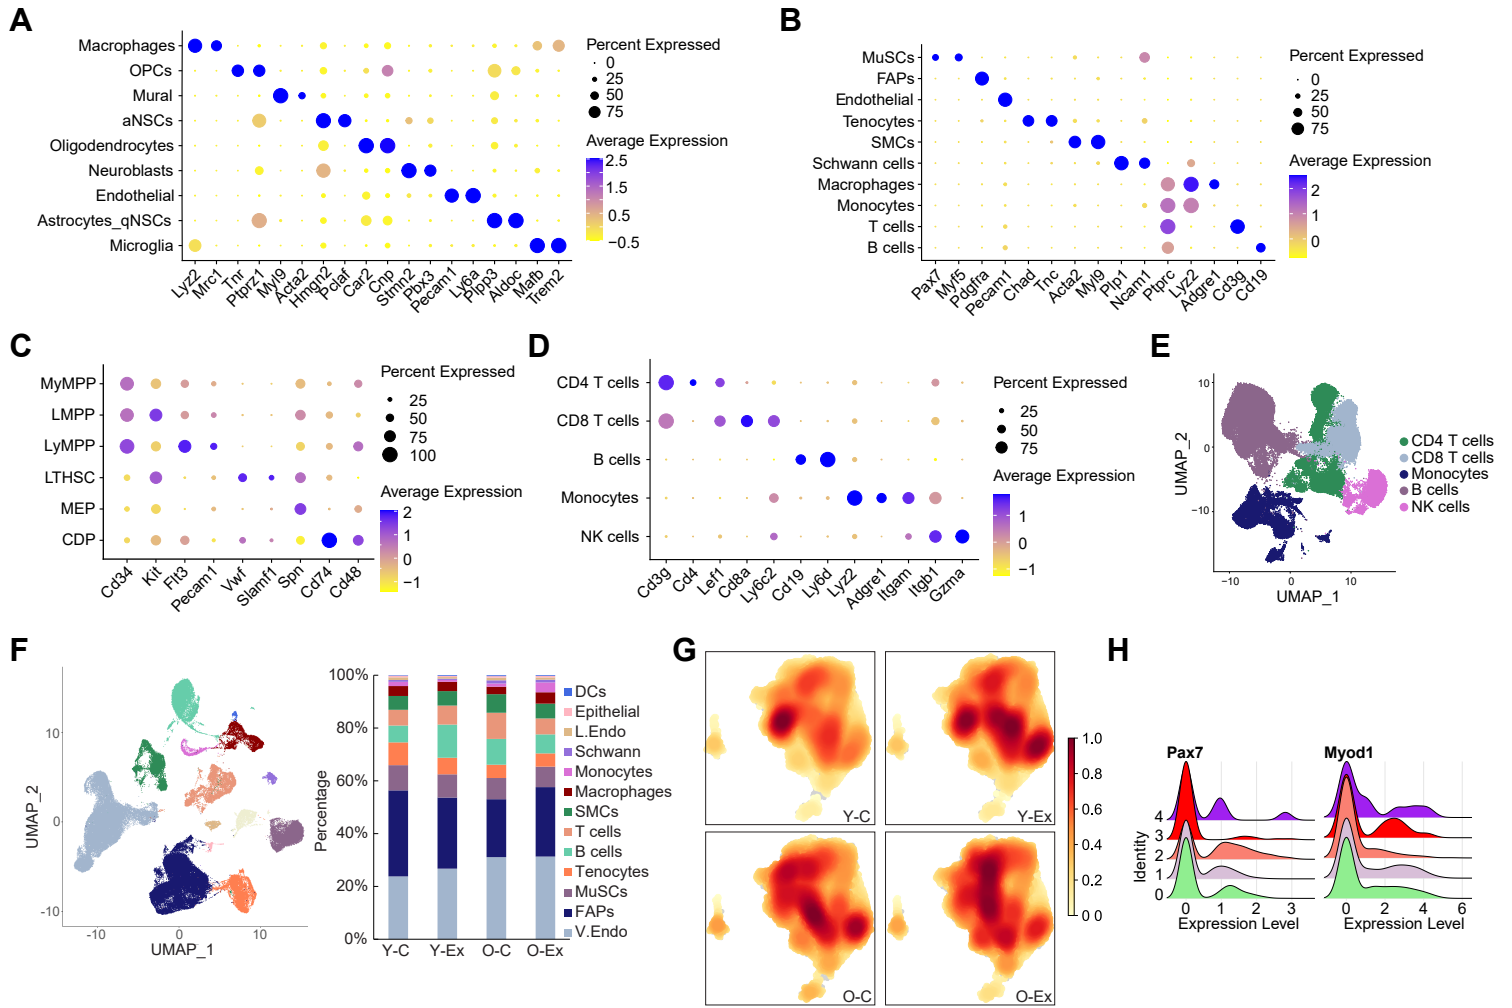 A
Macrophages
OPCs
Mural
aNSCs
Oligodendrocytes
Neuroblasts
Endothelial
Astrocytes_qNSCs
Microglia
Lyz2 Mrc1 Tnr Ptprz1 Myl9 Acta2 Hmgn2 Pclaf Car2 Cnp Stmn2 Pbx3 Pecam1 Ly6a Plpp3 Aldoc Mafb Trem2
Percent Expressed
0
25
50
75
Average Expression
2.5
1.5
0.5
−0.5
B
MuSCs
FAPs
Endothelial
Tenocytes
SMCs
Schwann cells
Macrophages
Monocytes
T cells
B cells
Pax7 Myf5 Pdgfra Pecam1 Chad Tnc Acta2 Myl9 Plp1 Ncam1 Ptprc Lyz2 Adgre1 Cd3g Cd19
Percent Expressed
0
25
50
75
Average Expression
2
1
0
C
MyMPP
LMPP
LyMPP
LTHSC
MEP
CDP
Cd34 Kit Flt3 Pecam1 Vwf Slamf1 Spn Cd74 Cd48
Percent Expressed
25
50
75
100
Average Expression
2
1
0
−1
D
CD4 T cells
CD8 T cells
B cells
Monocytes
NK cells
Cd3g Cd4 Lef1 Cd8a Ly6c2 Cd19 Ly6d Lyz2 Adgre1 Itgam Itgb1 Gzma
Percent Expressed
25
50
75
Average Expression
1
0
−1
E
UMAP_2
10
0
−10
−10 0 10
UMAP_1
CD4 T cells
CD8 T cells
Monocytes
B cells
NK cells
F
UMAP_2
10
0
-10
-10 0 10
UMAP_1
Percentage
100%
80%
60%
40%
20%
0%
Y-C Y-Ex O-C O-Ex
DCs
Epithelial
L.Endo
Schwann
Monocytes
Macrophages
SMCs
T cells
B cells
Tenocytes
MuSCs
FAPs
V.Endo
G
Y-C
Y-Ex
O-C
O-Ex
1.0
0.8
0.6
0.4
0.2
0.0
H
Pax7 Myod1
Identity
4
3
2
1
0
0 1 2 3
Expression Level
0 2 4 6
Expression Level